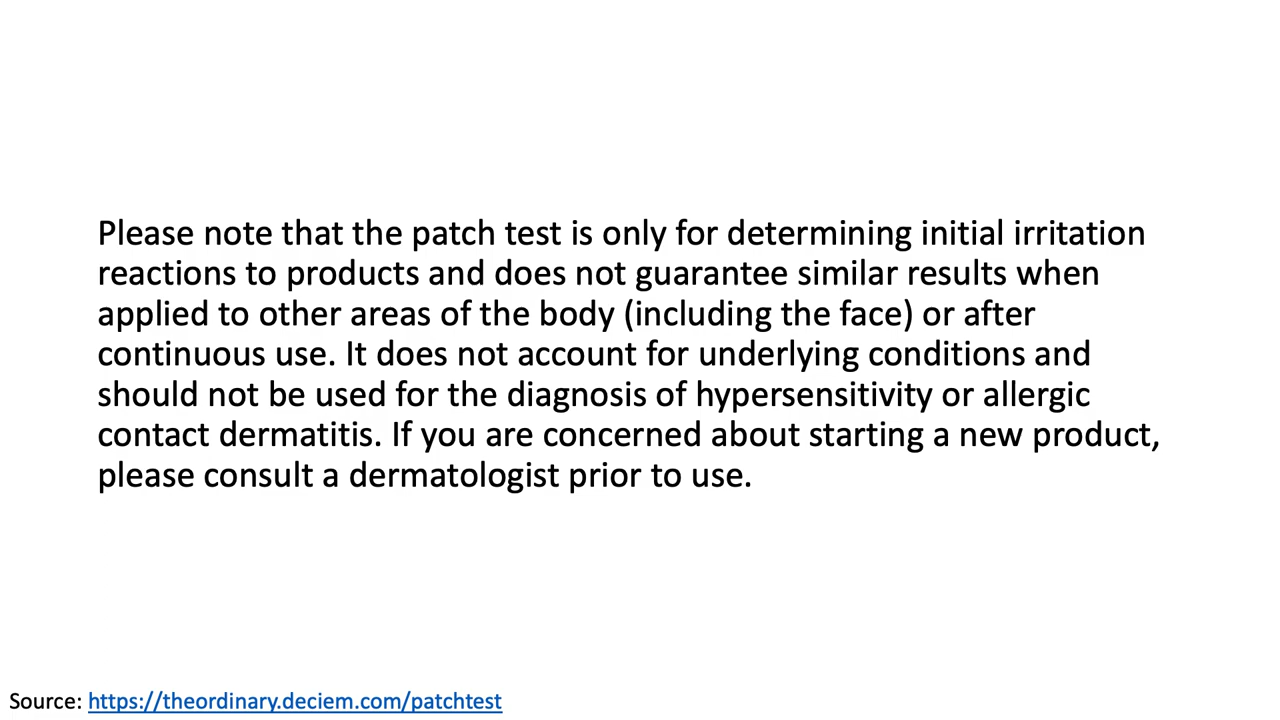 Please note that the patch test is only for determining initial irritation
reactions to products and does not guarantee similar results when
applied to other areas of the body (including the face) or after
continuous use. It does not account for underlying conditions and
should not be used for the diagnosis of hypersensitivity or allergic
contact dermatitis. If you are concerned about starting a new product,
please consult a dermatologist prior to use.
Source: https://theordinary.deciem.com/patchtest